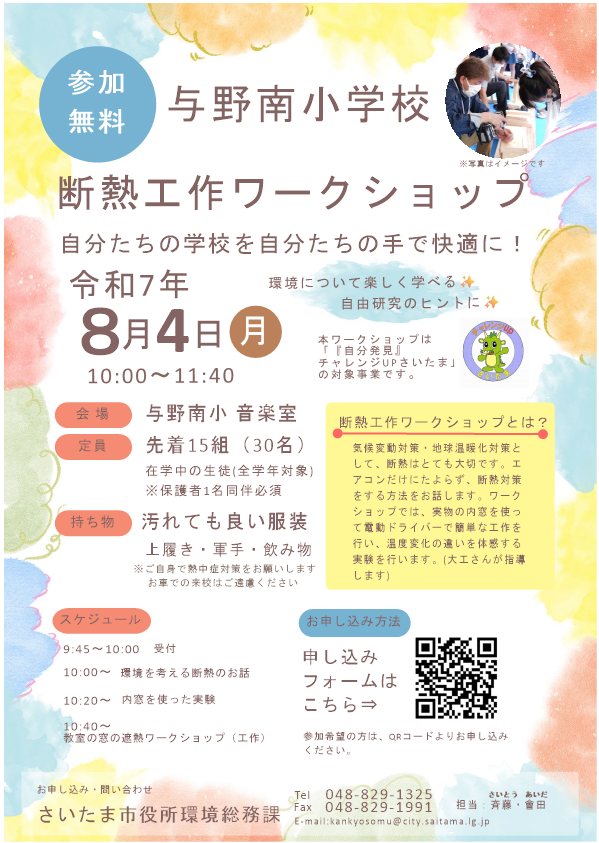 参加
無料
与野南小学校
※写真はイメージです
断熱工作ワークショップ
自分たちの学校を自分たちの手で快適に！
令和7年
8月4日 月
10:00～11:40
環境について楽しく学べる✨
自由研究のヒントに✨
本ワークショップは
「『自分発見』
チャレンジUPさいたま」
の対象事業です。
チャレンジUP
会場
与野南小 音楽室
定員
先着15組（30名）
在学中の生徒(全学年対象)
※保護者1名同伴必須
持ち物
汚れても良い服装
上履き・軍手・飲み物
※ご自身で熱中症対策をお願いします
お車での来校はご遠慮ください
断熱工作ワークショップとは？
気候変動対策・地球温暖化対策と
して、断熱はとても大切です。エ
アコンだけにたよらず、断熱対策
をする方法をお話します。ワーク
ショップでは、実物の内窓を使っ
て電動ドライバーで簡単な工作を
行い、温度変化の違いを体感する
実験を行います。(大工さんが指導
します)
スケジュール
9:45～10:00 受付
10:00～ 環境を考える断熱のお話
10:20～ 内窓を使った実験
10:40～
教室の窓の遮熱ワークショップ（工作）
お申し込み方法
申し込み
フォームは
こちら⇒
参加希望の方は、QRコードよりお申し込み
ください。
お申し込み・問い合わせ
さいたま市役所環境総務課
Tel 048-829-1325
Fax 048-829-1991
E-mail:kankyosomu@city.saitama.lg.jp
さいとう あいだ
担当：斉藤・會田